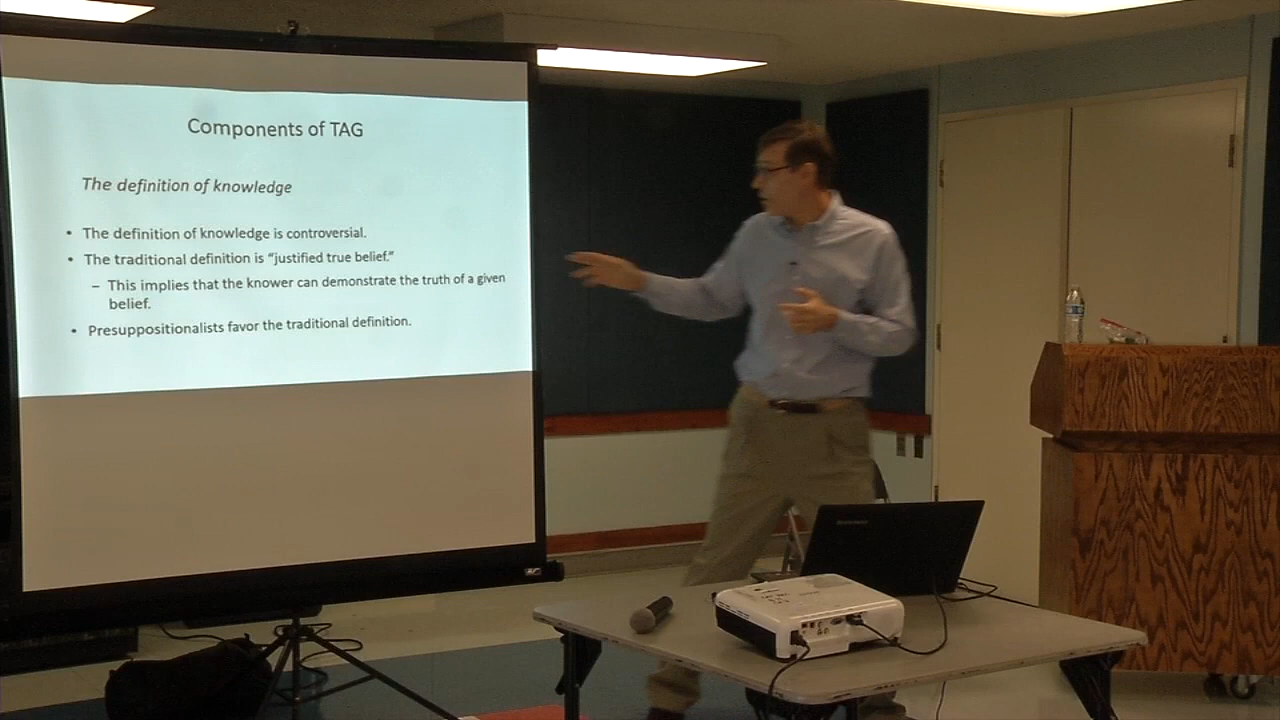 Components of TAG
The definition of knowledge
• The definition of knowledge is controversial.
• The traditional definition is “justified true belief.”
– This implies that the knower can demonstrate the truth of a given
belief.
• Presuppositionalists favor the traditional definition.